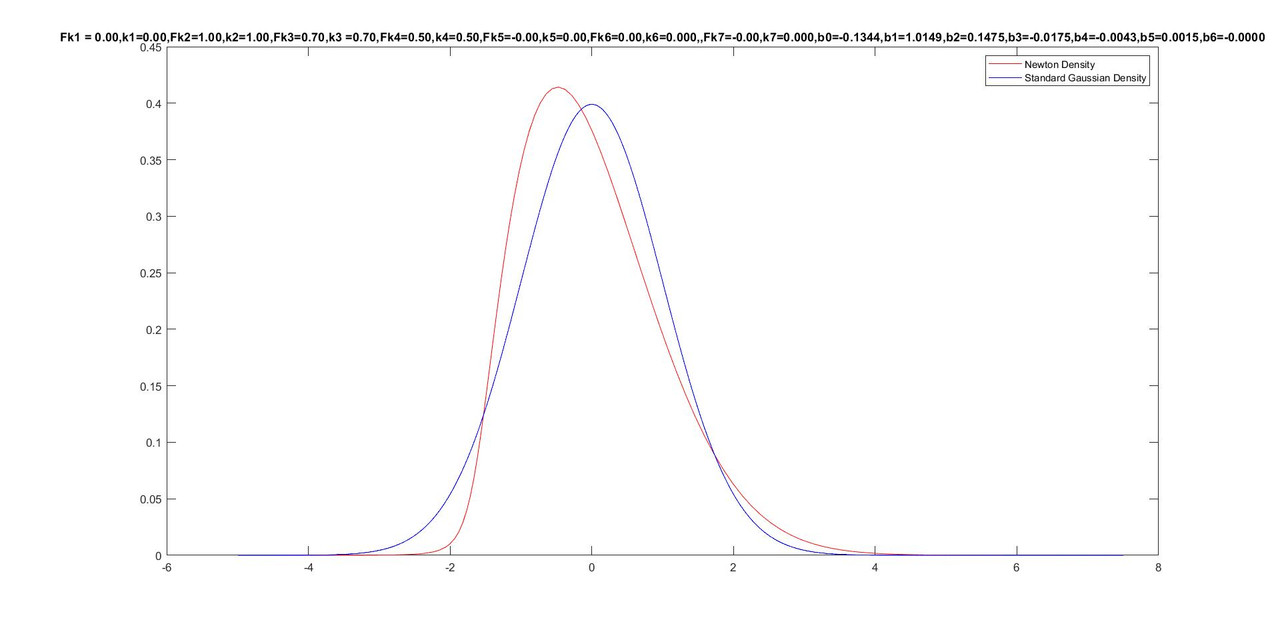 Fk1 = 0.00,k1=0.00,Fk2=1.00,k2=1.00,Fk3=0.70,k3 =0.70,Fk4=0.50,k4=0.50,Fk5=-0.00,k5=0.00,Fk6=0.00,k6=0.000,,Fk7=-0.00,k7=0.000,b0=-0.1344,b1=1.0149,b2=0.1475,b3=-0.0175,b4=-0.0043,b5=0.0015,b6=-0.0000
Newton Density
Standard Gaussian Density
0.45
0.4
0.35
0.3
0.25
0.2
0.15
0.1
0.05
0
-6 -4 -2 0 2 4 6 8